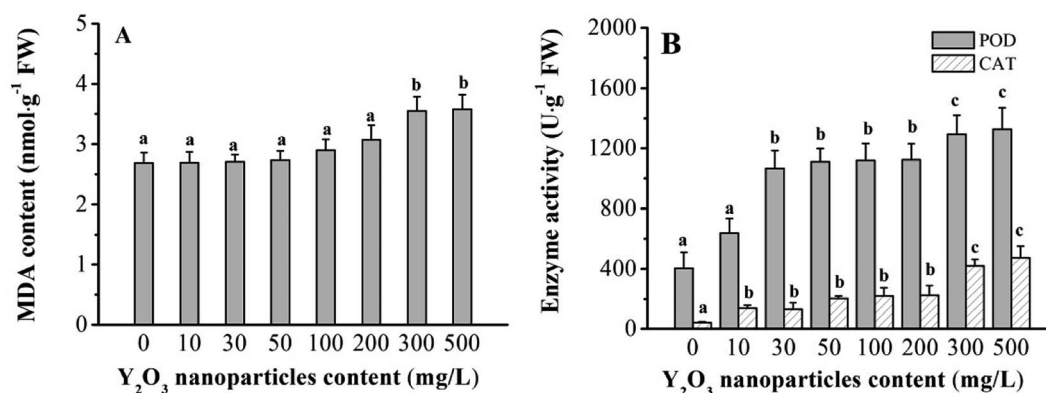 A
MDA content (nmol·g⁻¹ FW)
5
4
3
2
1
0
a
a
a
a
a
a
b
b
0 10 30 50 100 200 300 500
Y₂O₃ nanoparticles content (mg/L)
B
POD
CAT
Enzyme activity (U·g⁻¹ FW)
2000
1600
1200
800
400
0
a
a
a
b
b
b
b
b
b
b
b
b
c
c
c
c
0 10 30 50 100 200 300 500
Y₂O₃ nanoparticles content (mg/L)